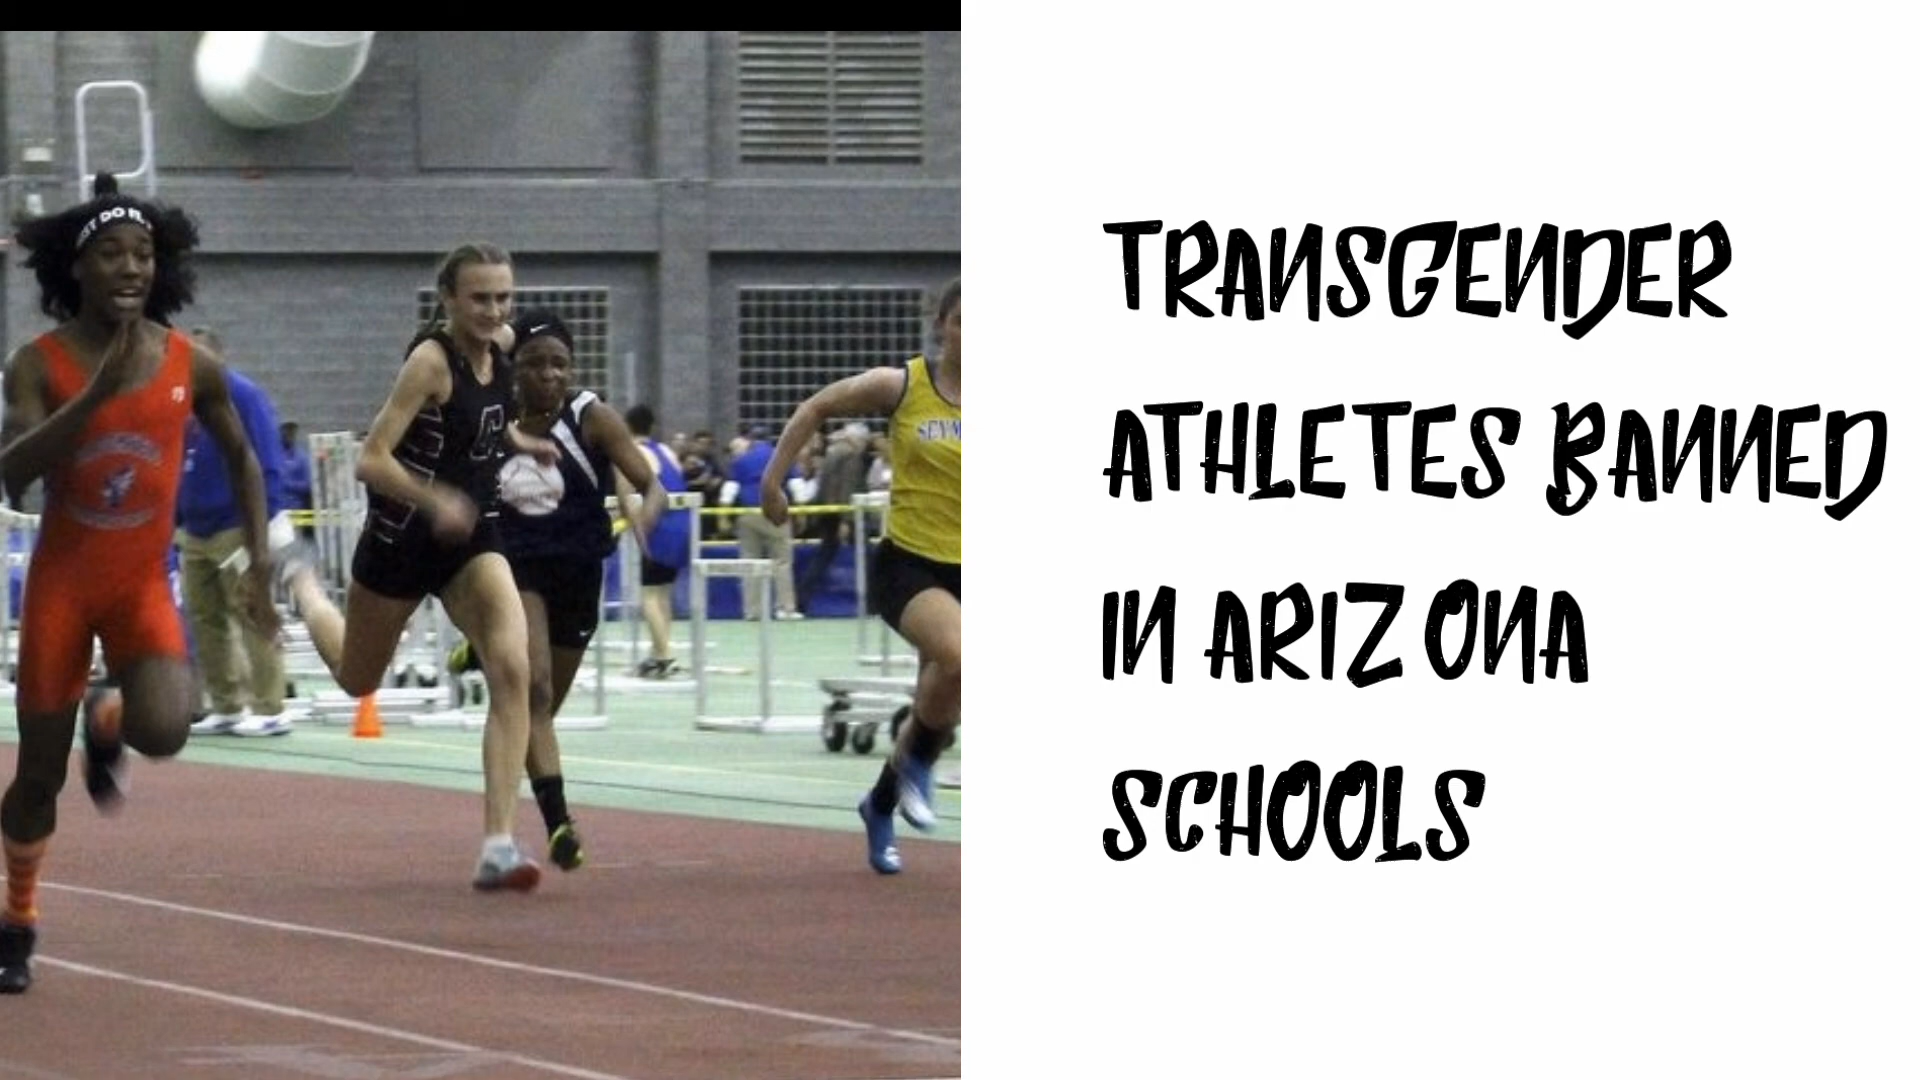 TRANSGENDER
ATHLETES BANNED
IN ARIZONA
SCHOOLS